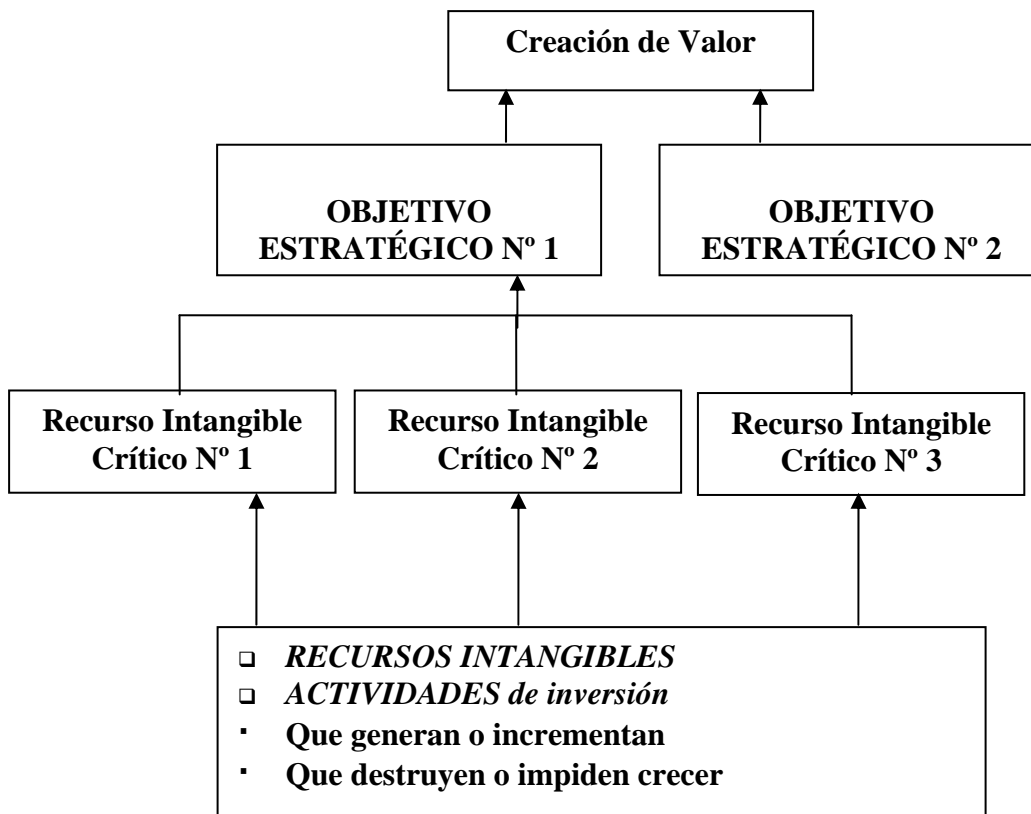 Creación de Valor
OBJETIVO
ESTRATÉGICO Nº 1
OBJETIVO
ESTRATÉGICO Nº 2
Recurso Intangible
Crítico Nº 1
Recurso Intangible
Crítico Nº 2
Recurso Intangible
Crítico Nº 3
❑ RECURSOS INTANGIBLES
❑ ACTIVIDADES de inversión
▪ Que generan o incrementan
▪ Que destruyen o impiden crecer